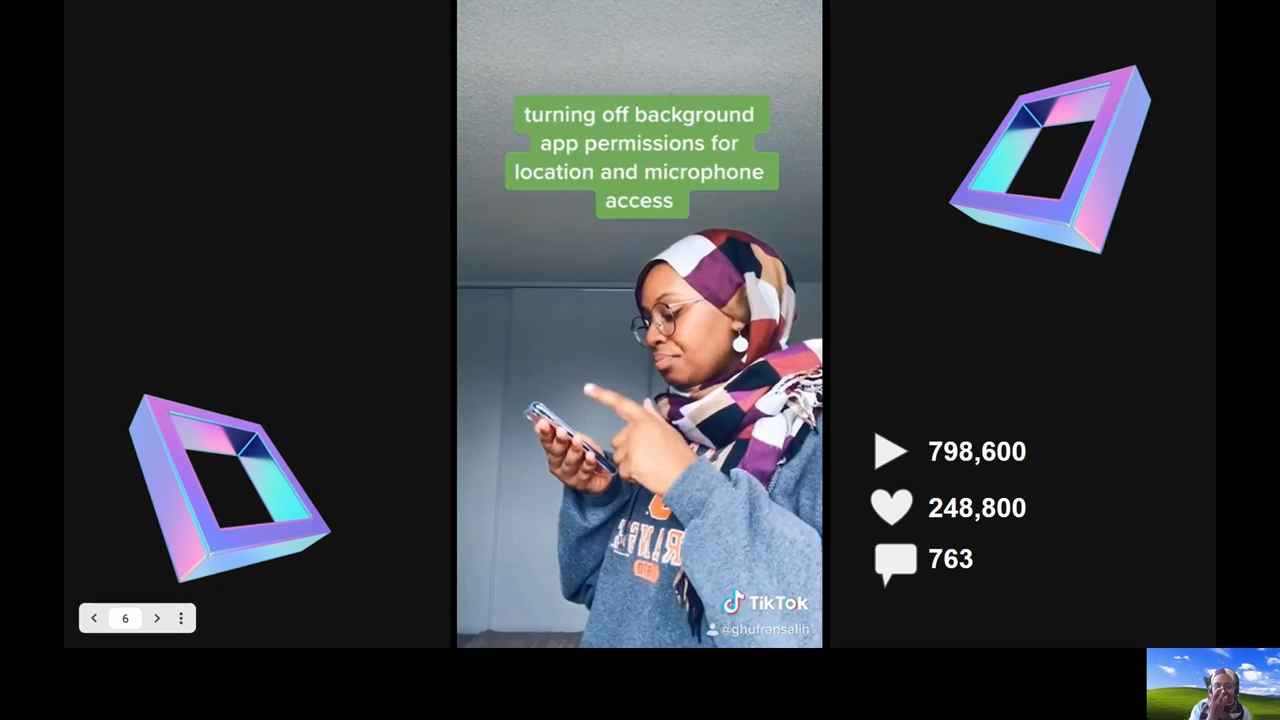 turning off background
app permissions for
location and microphone
access
798,600
248,800
763
TikTok
@ghufransalih
6